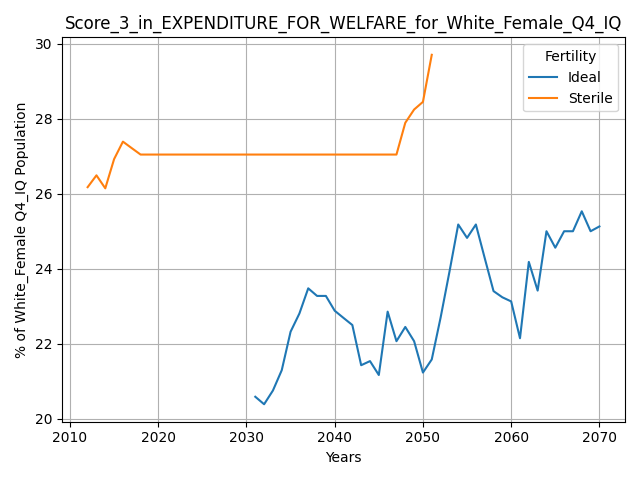 Score_3_in_EXPENDITURE_FOR_WELFARE_for_White_Female_Q4_IQ
Fertility
Ideal
Sterile
% of White_Female Q4_IQ Population
30
28
26
24
22
20
2010 2020 2030 2040 2050 2060 2070
Years